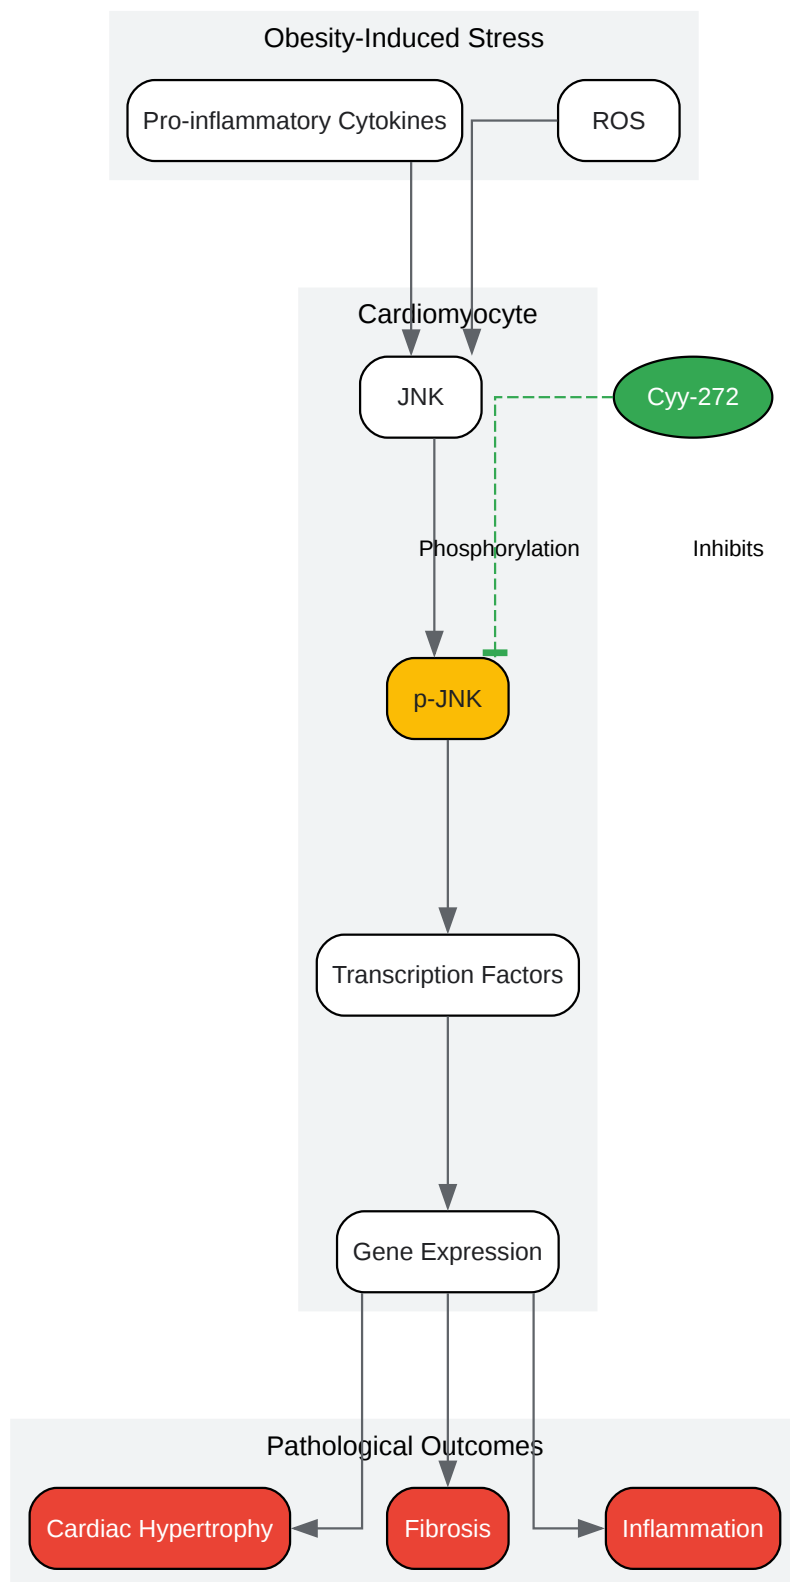 Obesity-Induced Stress
Pro-inflammatory Cytokines
ROS
Cardiomyocyte
JNK
Cyy-272
Phosphorylation
Inhibits
p-JNK
Transcription Factors
Gene Expression
Pathological Outcomes
Cardiac Hypertrophy
Fibrosis
Inflammation